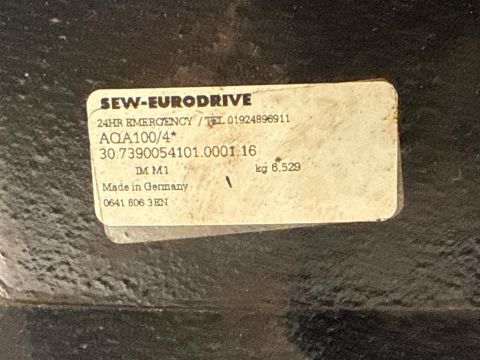 SEW-EURODRIVE
24HR EMERGENCY / TEL 01924896911
AQA100/4*
30.7390054101.0001.16
IM M1 kg 6.529
Made in Germany
0641 806 3EN